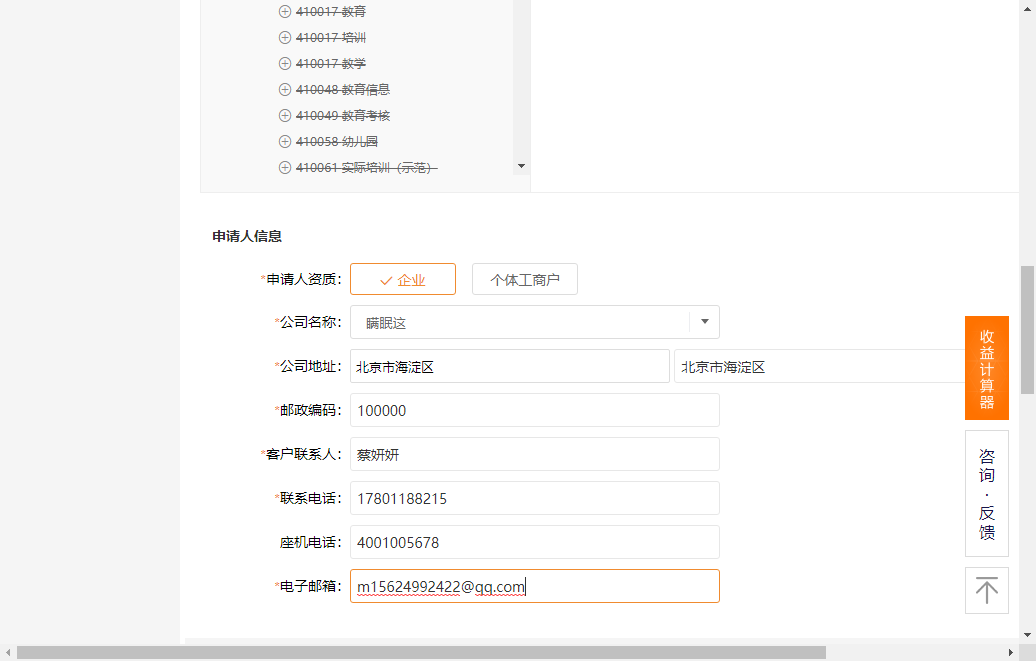 410017 教育
410017 培训
410017 教学
410048 教育信息
410049 教育考核
410058 幼儿园
410061 实际培训（示范）
申请人信息
*申请人资质： 企业 个体工商户
*公司名称： 瞒眠这
*公司地址： 北京市海淀区 北京市海淀区
*邮政编码： 100000
*客户联系人： 蔡妍妍
*联系电话： 17801188215
座机电话： 4001005678
*电子邮箱： m15624992422@qq.com
收益计算器
咨询·反馈